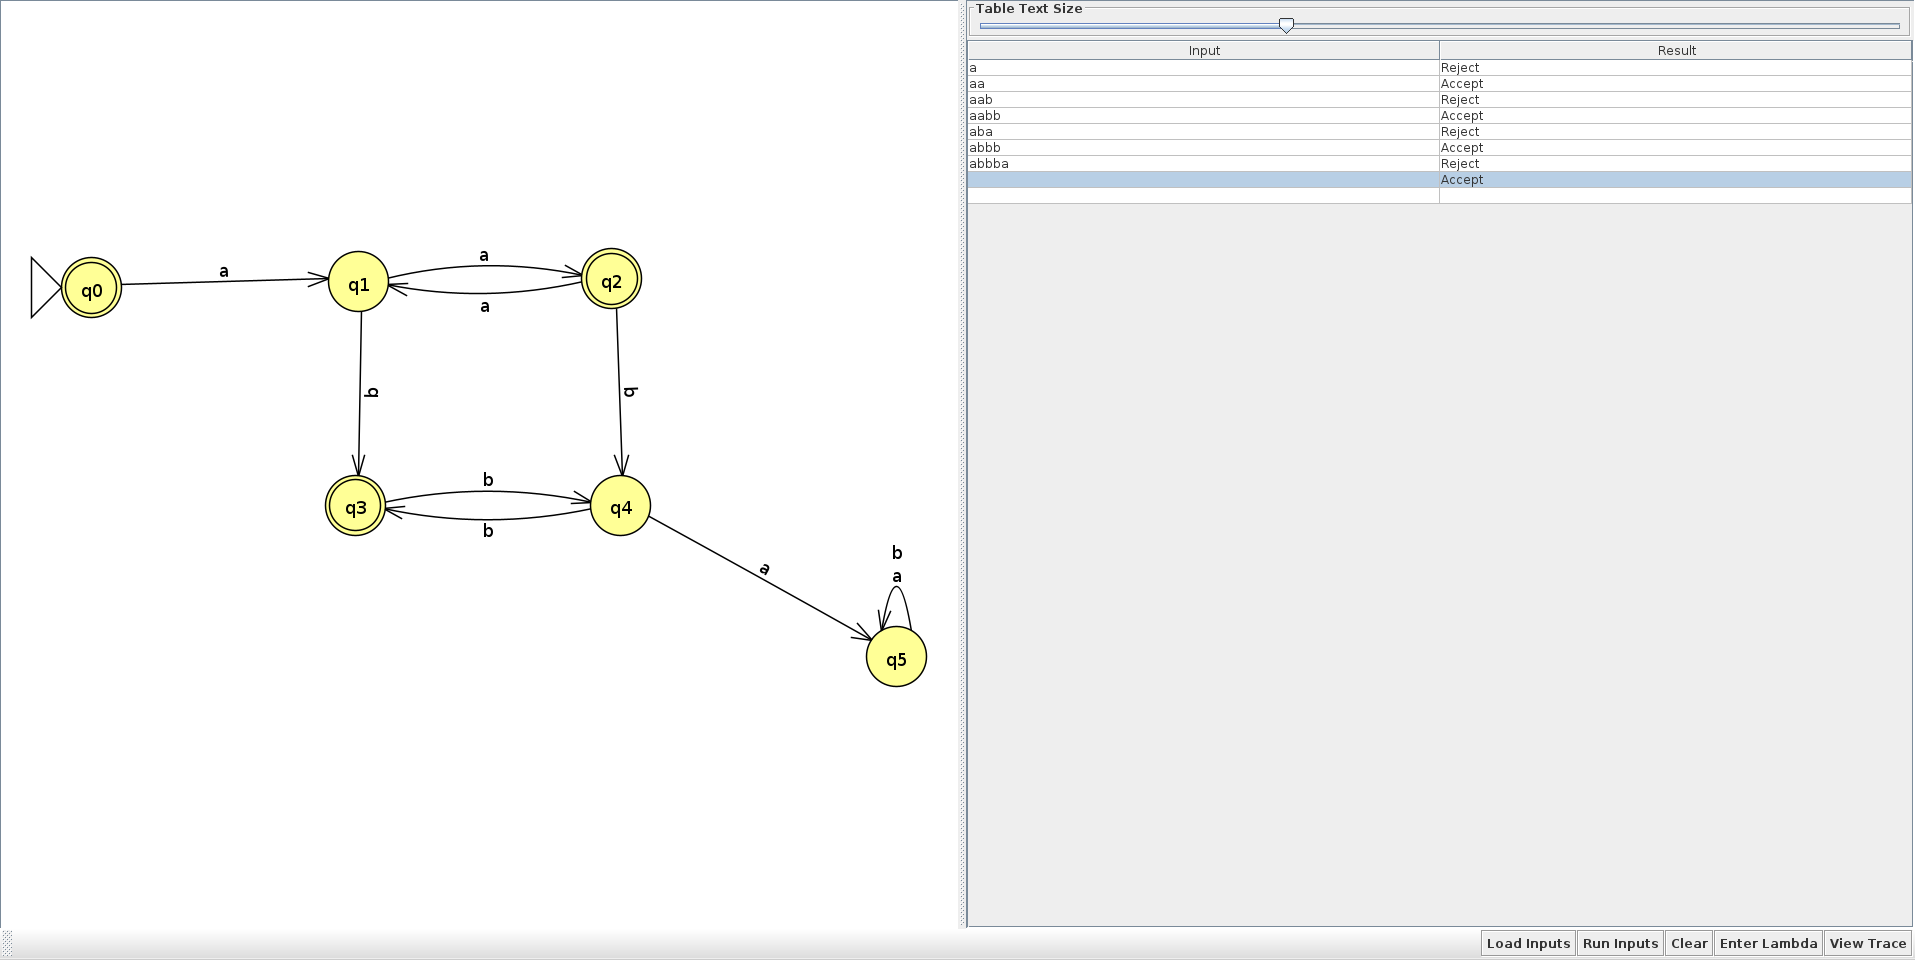 Table Text Size
Input Result
a Reject
aa Accept
aab Reject
aabb Accept
aba Reject
abbb Accept
abbba Reject
Accept
q0
a
q1
a
a
q2
b
b
q3
b
b
q4
a
b
a
q5
Load Inputs Run Inputs Clear Enter Lambda View Trace